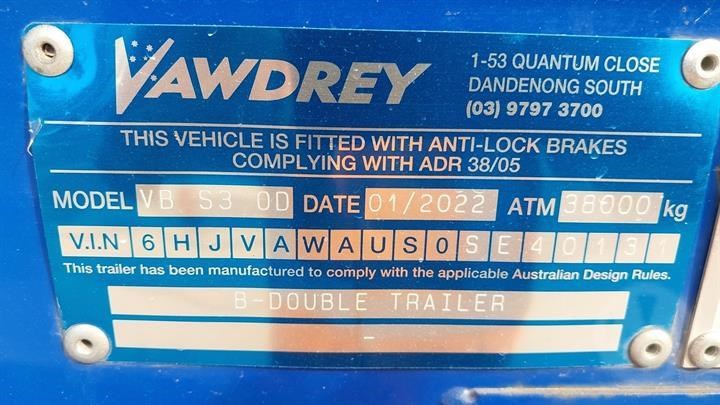 VAWDREY
1-53 QUANTUM CLOSE
DANDENONG SOUTH
(03) 9797 3700
THIS VEHICLE IS FITTED WITH ANTI-LOCK BRAKES
COMPLYING WITH ADR 38/05
MODEL VB S3 OD DATE 01/2022 ATM 38000 kg
V.I.N 6HJVAWAUS0SE40131
This trailer has been manufactured to comply with the applicable Australian Design Rules.
B-DOUBLE TRAILER
-